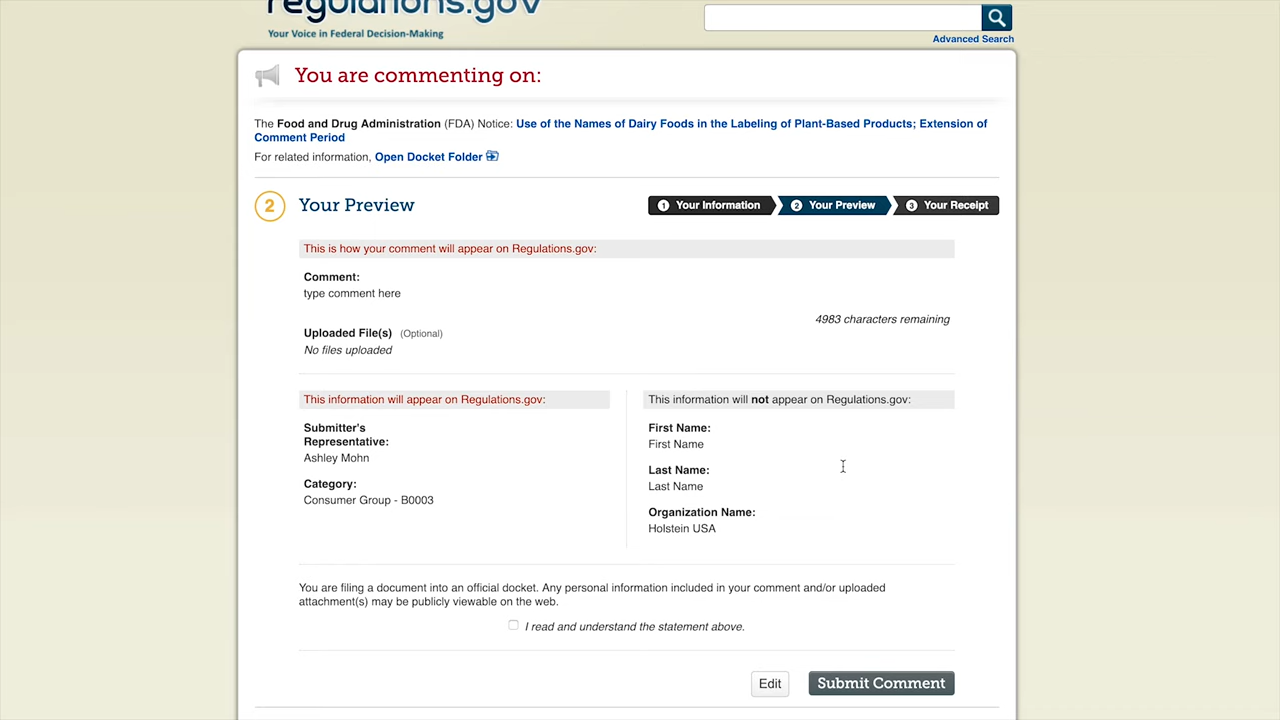 regulations.gov
Your Voice in Federal Decision-Making
Advanced Search
You are commenting on:
The Food and Drug Administration (FDA) Notice: Use of the Names of Dairy Foods in the Labeling of Plant-Based Products; Extension of
Comment Period
For related information, Open Docket Folder
2 Your Preview
1 Your Information 2 Your Preview 3 Your Receipt
This is how your comment will appear on Regulations.gov:
Comment:
type comment here
4983 characters remaining
Uploaded File(s) (Optional)
No files uploaded
This information will appear on Regulations.gov:
Submitter's
Representative:
Ashley Mohn
Category:
Consumer Group - B0003
This information will not appear on Regulations.gov:
First Name:
First Name
Last Name:
Last Name
Organization Name:
Holstein USA
You are filing a document into an official docket. Any personal information included in your comment and/or uploaded
attachment(s) may be publicly viewable on the web.
I read and understand the statement above.
Edit
Submit Comment